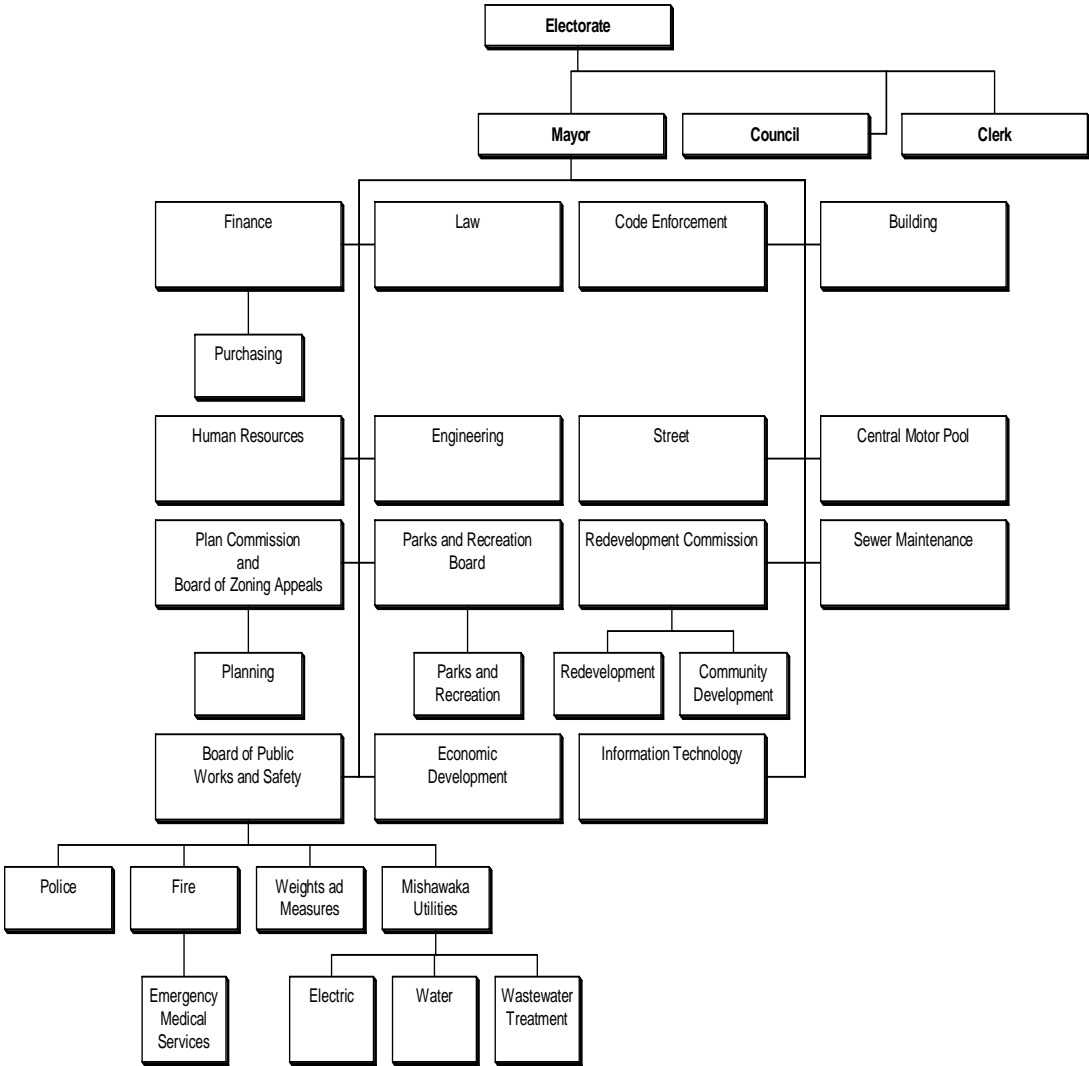 Electorate
Mayor
Council
Clerk
Finance
Law
Code Enforcement
Building
Purchasing
Human Resources
Engineering
Street
Central Motor Pool
Plan Commission
and
Board of Zoning Appeals
Parks and Recreation
Board
Redevelopment Commission
Sewer Maintenance
Planning
Parks and
Recreation
Redevelopment
Community
Development
Board of Public
Works and Safety
Economic
Development
Information Technology
Police
Fire
Weights ad
Measures
Mishawaka
Utilities
Emergency
Medical
Services
Electric
Water
Wastewater
Treatment